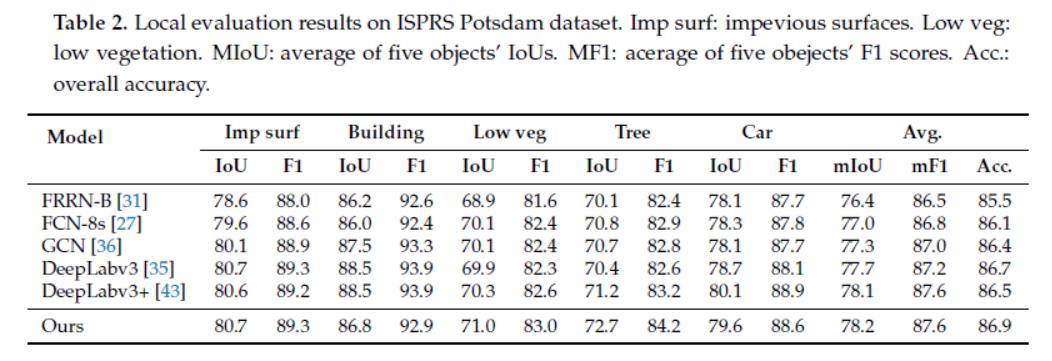 Table 2. Local evaluation results on ISPRS Potsdam dataset. Imp surf: impevious surfaces. Low veg:
low vegetation. MIoU: average of five objects' IoUs. MF1: acerage of five obejects' F1 scores. Acc.:
overall accuracy.
Model Imp surf Building Low veg Tree Car Avg.
IoU F1 IoU F1 IoU F1 IoU F1 IoU F1 mIoU mF1 Acc.
FRRN-B [31] 78.6 88.0 86.2 92.6 68.9 81.6 70.1 82.4 78.1 87.7 76.4 86.5 85.5
FCN-8s [27] 79.6 88.6 86.0 92.4 70.1 82.4 70.8 82.9 78.3 87.8 77.0 86.8 86.1
GCN [36] 80.1 88.9 87.5 93.3 70.1 82.4 70.7 82.8 78.1 87.7 77.3 87.0 86.4
DeepLabv3 [35] 80.7 89.3 88.5 93.9 69.9 82.3 70.4 82.6 78.7 88.1 77.7 87.2 86.7
DeepLabv3+ [43] 80.6 89.2 88.5 93.9 70.3 82.6 71.2 83.2 80.1 88.9 78.1 87.6 86.5
Ours 80.7 89.3 86.8 92.9 71.0 83.0 72.7 84.2 79.6 88.6 78.2 87.6 86.9